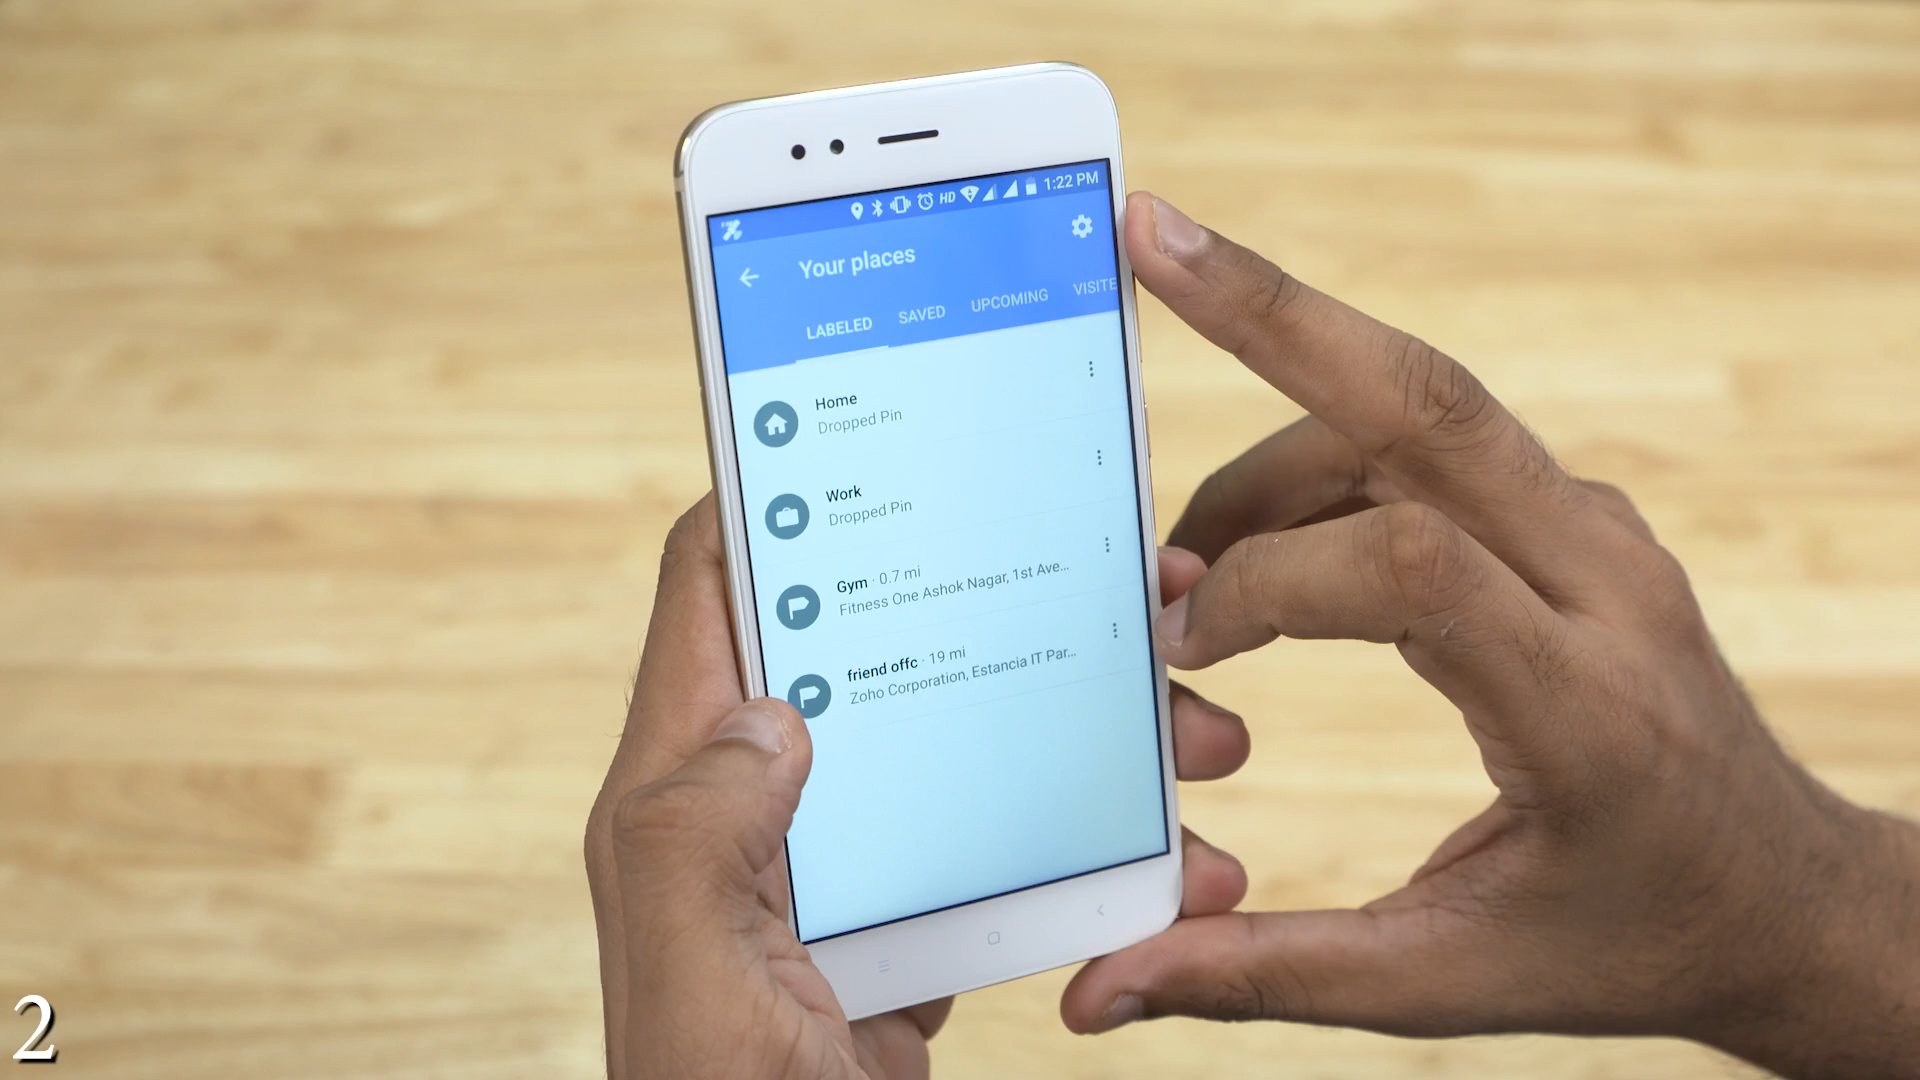 HD 1:22 PM
Your places
LABELED SAVED UPCOMING VISITE
Home
Dropped Pin
Work
Dropped Pin
Gym · 0.7 mi
Fitness One Ashok Nagar, 1st Ave...
friend offc · 19 mi
Zoho Corporation, Estancia IT Par...
2